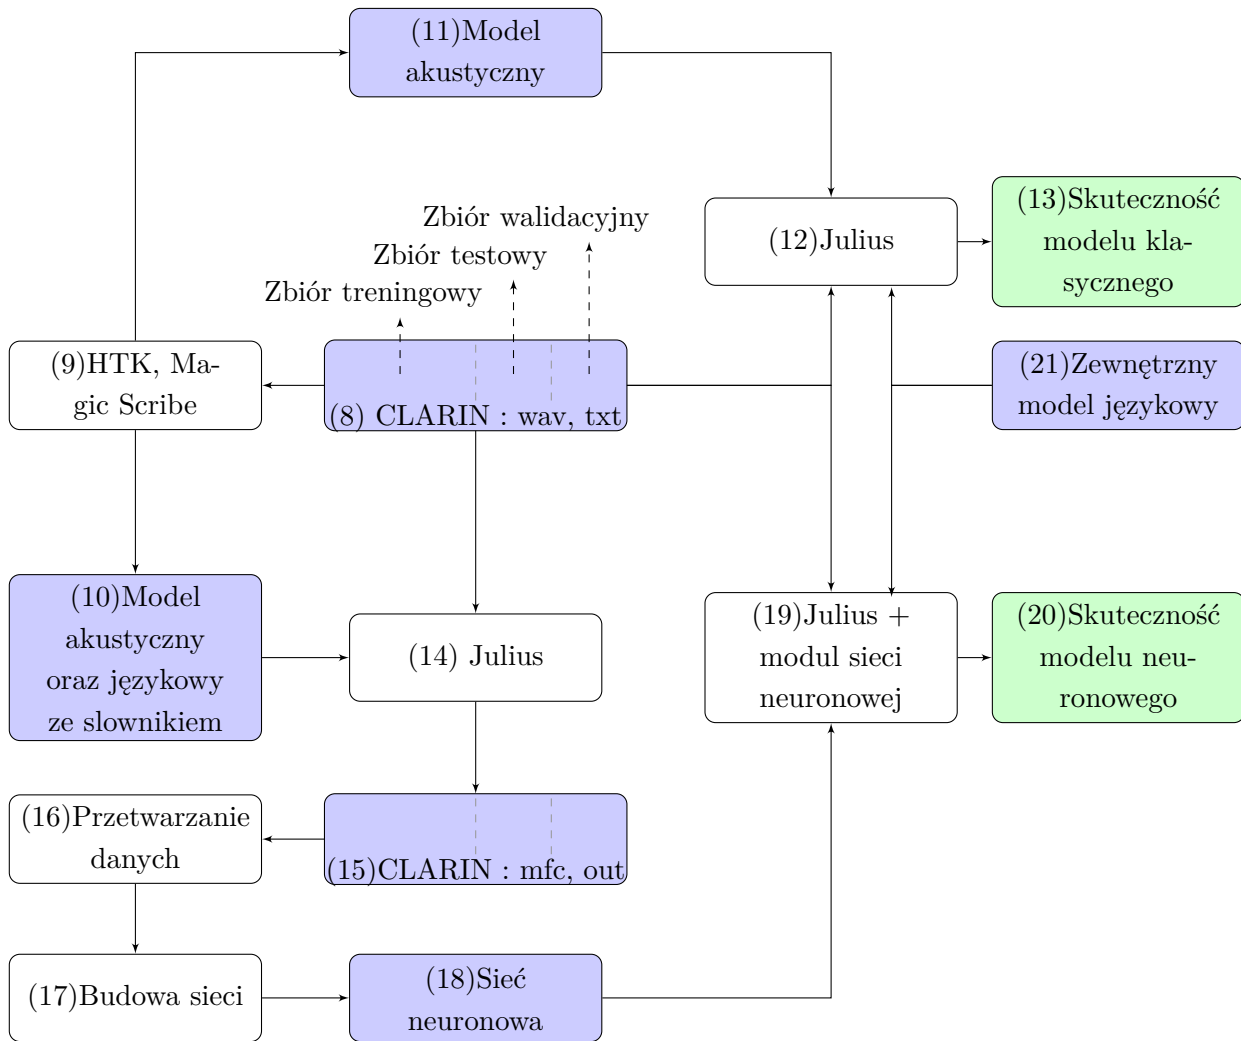 (11)Model
akustyczny
Zbiór walidacyjny
Zbiór testowy
Zbiór treningowy
(12)Julius
(13)Skuteczność
modelu kla-
sycznego
(9)HTK, Ma-
gic Scribe
(8) CLARIN : wav, txt
(21)Zewnętrzny
model językowy
(10)Model
akustyczny
oraz językowy
ze slownikiem
(14) Julius
(19)Julius +
modul sieci
neuronowej
(20)Skuteczność
modelu neu-
ronowego
(16)Przetwarzanie
danych
(15)CLARIN : mfc, out
(17)Budowa sieci
(18)Sieć
neuronowa